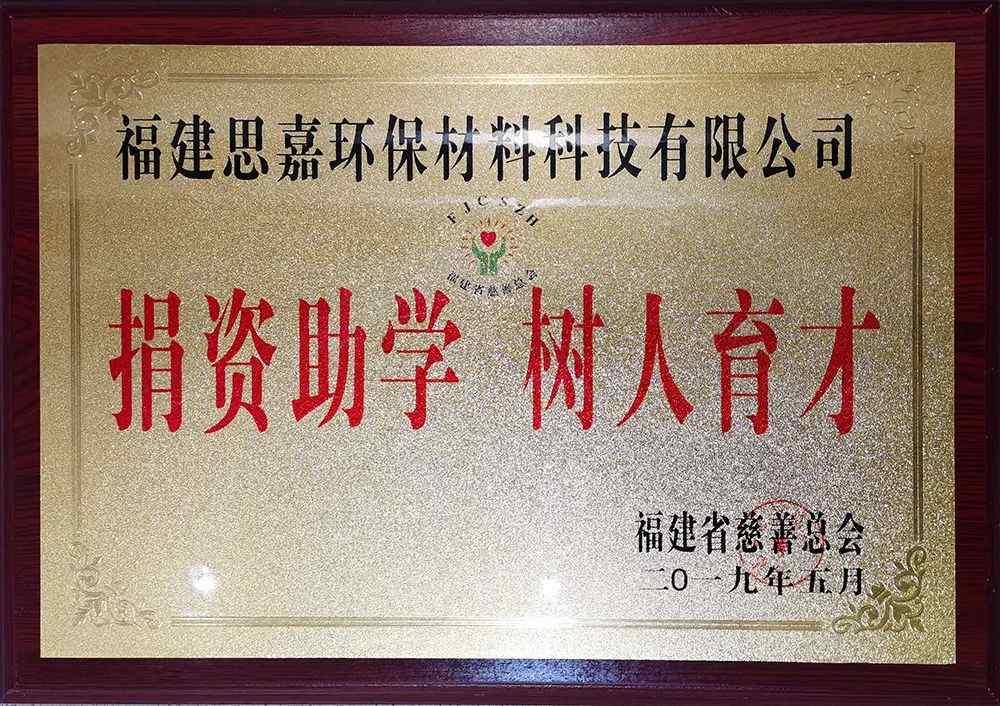 福建思嘉环保材料科技有限公司
FJCSZH
福建省慈善总会
捐资助学 树人育才
福建省慈善总会
二0一九年五月